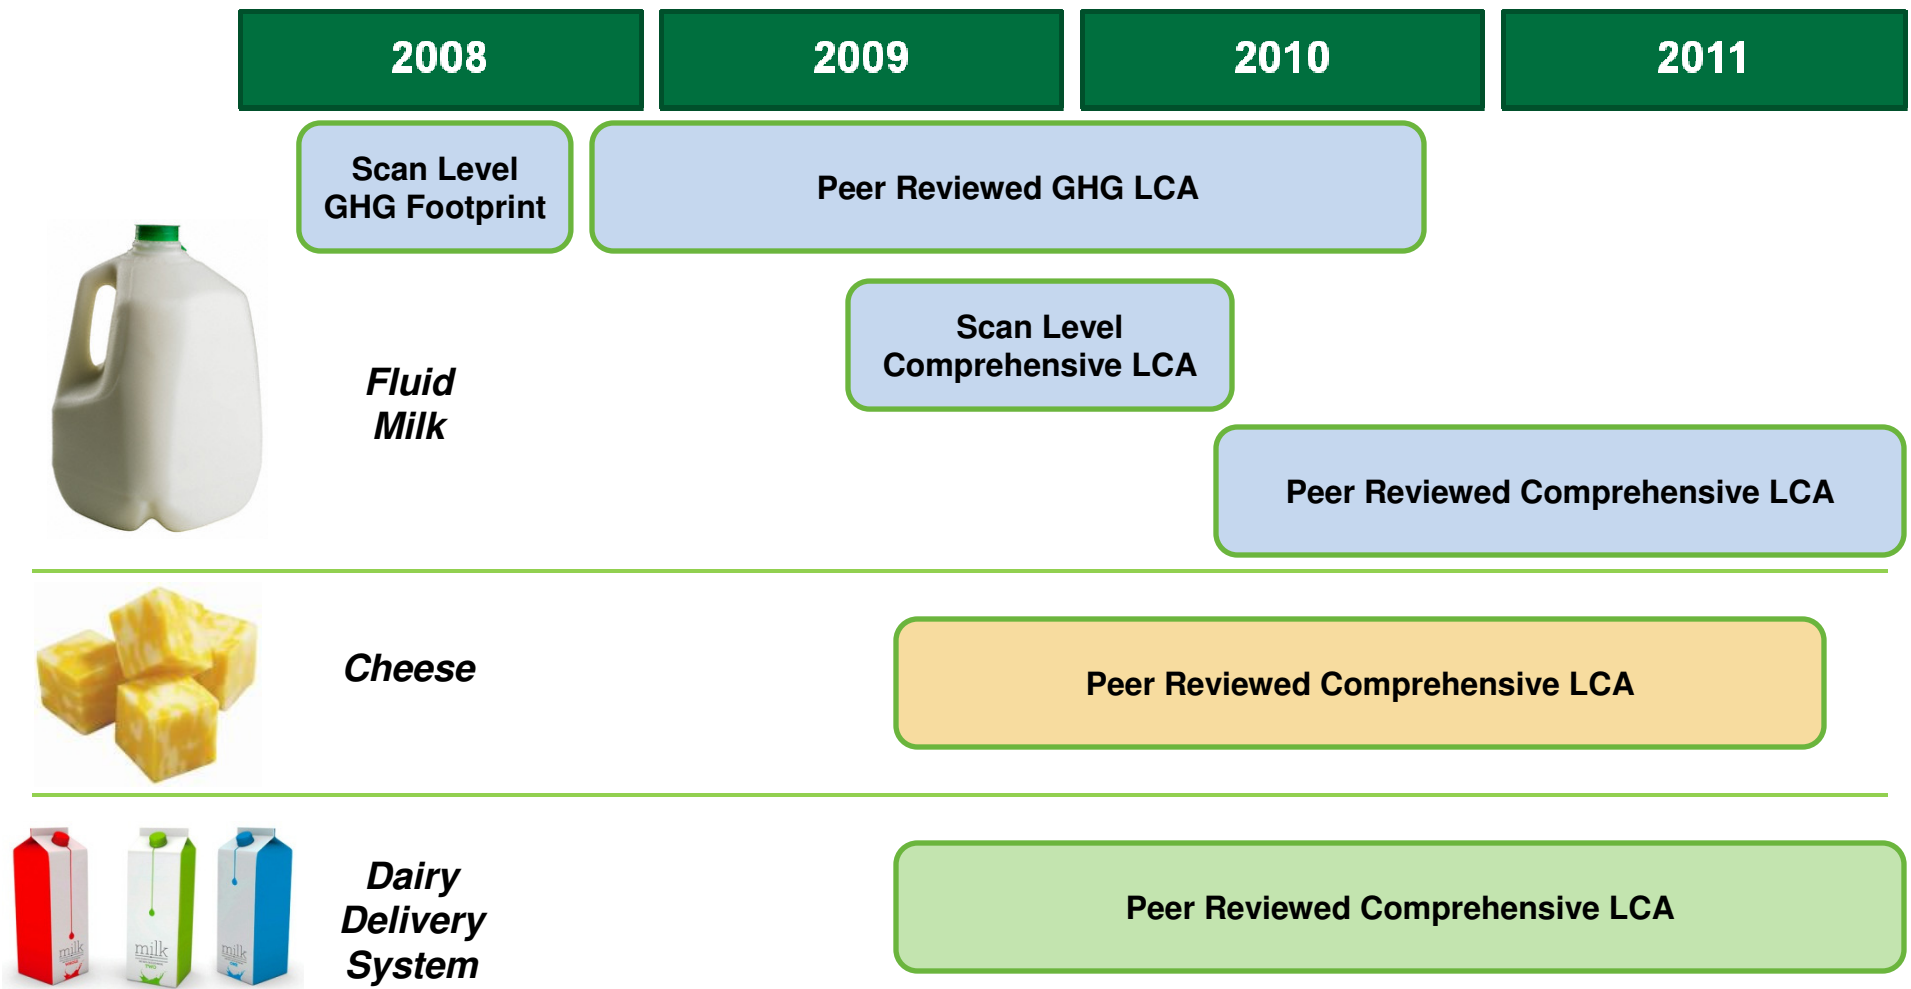 2008
2009
2010
2011
Scan Level
GHG Footprint
Peer Reviewed GHG LCA
Scan Level
Comprehensive LCA
Fluid
Milk
Peer Reviewed Comprehensive LCA
Cheese
Peer Reviewed Comprehensive LCA
Dairy
Delivery
System
Peer Reviewed Comprehensive LCA
milk
milk
milk